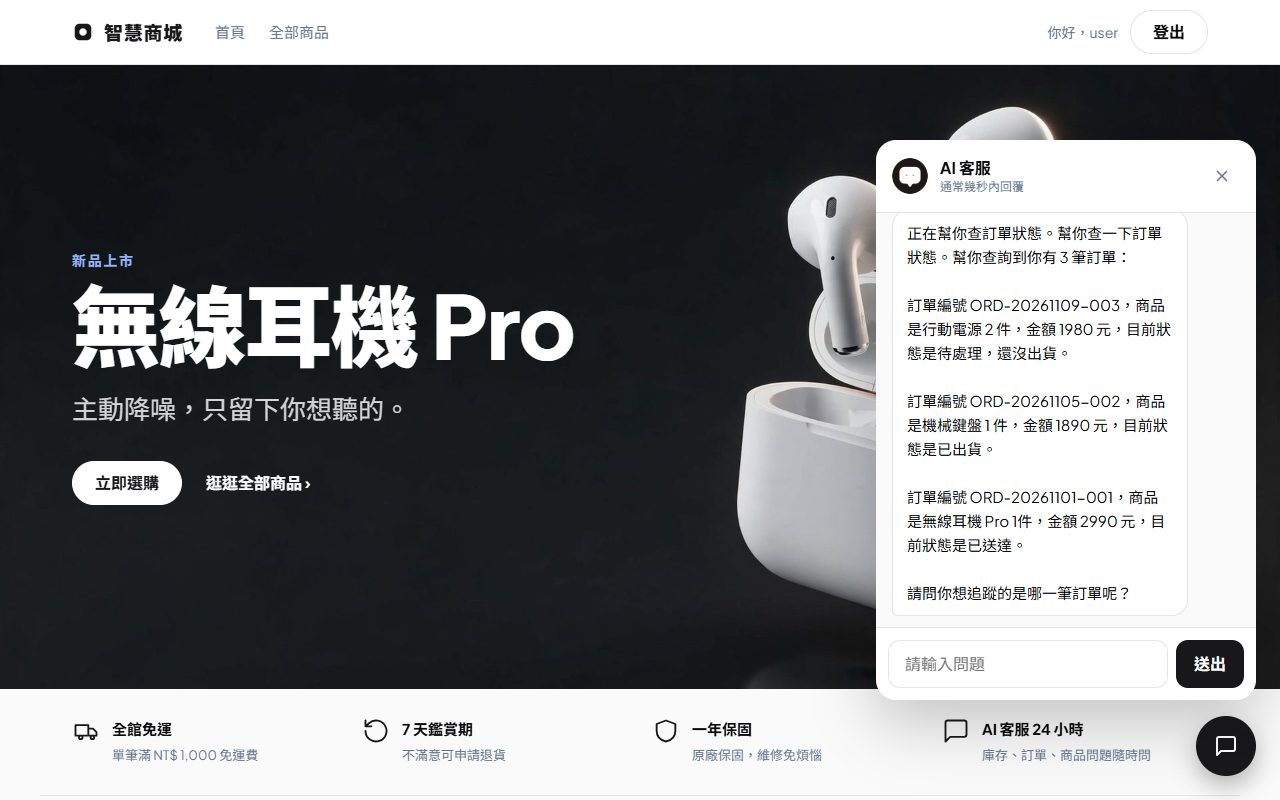 智慧商城
首頁
全部商品
你好，user
登出
新品上市
無線耳機 Pro
主動降噪，只留下你想聽的。
立即選購
逛逛全部商品 ›
AI 客服
通常幾秒內回覆
正在幫你查訂單狀態。幫你查一下訂單
狀態。幫你查詢到你有 3 筆訂單：
訂單編號 ORD-20261109-003，商品
是行動電源 2 件，金額 1980 元，目前狀
態是待處理，還沒出貨。
訂單編號 ORD-20261105-002，商品
是機械鍵盤 1 件，金額 1890 元，目前狀
態是已出貨。
訂單編號 ORD-20261101-001，商品
是無線耳機 Pro 1件，金額 2990 元，目
前狀態是已送達。
請問你想追蹤的是哪一筆訂單呢？
請輸入問題
送出
全館免運
單筆滿 NT$ 1,000 免運費
7 天鑑賞期
不滿意可申請退貨
一年保固
原廠保固，維修免煩惱
AI 客服 24 小時
庫存、訂單、商品問題隨時問